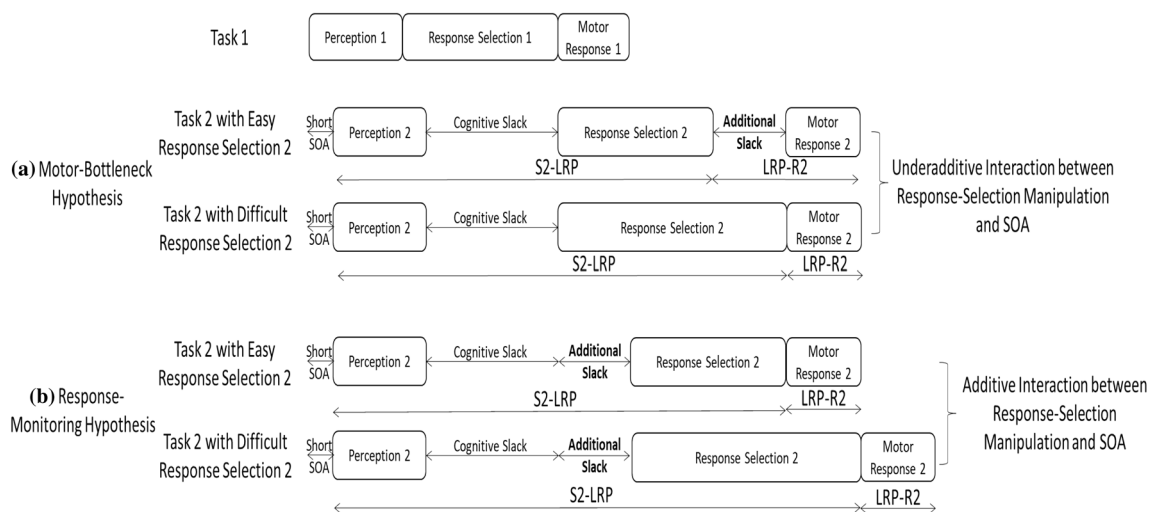 Task 1
Perception 1
Response Selection 1
Motor
Response 1
(a) Motor-Bottleneck
Hypothesis
Task 2 with Easy
Response Selection 2
Short
SOA
Perception 2
Cognitive Slack
Response Selection 2
Additional
Slack
Motor
Response 2
S2-LRP
LRP-R2
Task 2 with Difficult
Response Selection 2
Short
SOA
Perception 2
Cognitive Slack
Response Selection 2
Motor
Response 2
S2-LRP
LRP-R2
Underadditive Interaction between
Response-Selection Manipulation
and SOA
(b) Response-
Monitoring Hypothesis
Task 2 with Easy
Response Selection 2
Short
SOA
Perception 2
Cognitive Slack
Additional
Slack
Response Selection 2
Motor
Response 2
S2-LRP
LRP-R2
Task 2 with Difficult
Response Selection 2
Short
SOA
Perception 2
Cognitive Slack
Additional
Slack
Response Selection 2
Motor
Response 2
S2-LRP
LRP-R2
Additive Interaction between
Response-Selection
Manipulation and SOA